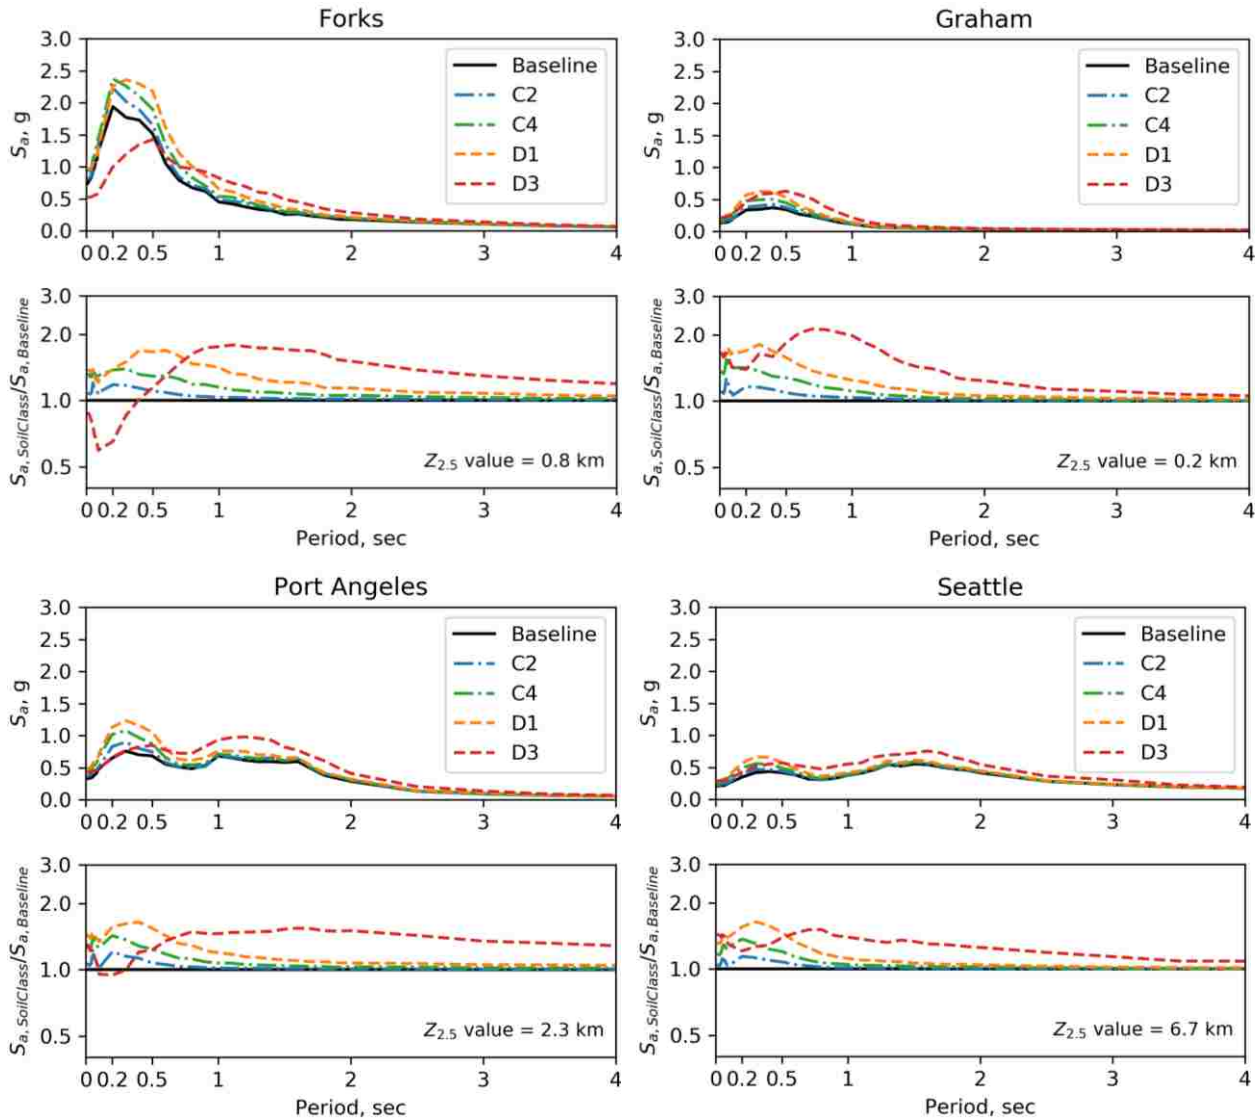 Forks
3.0
2.5
2.0
1.5
1.0
0.5
0.0
Sa, g
Baseline
C2
C4
D1
D3
0 0.2 0.5 1 2 3 4
3.0
2.0
1.0
0.5
Sa, SoilClass/Sa, Baseline
Z2.5 value = 0.8 km
0 0.2 0.5 1 2 3 4
Period, sec
Graham
3.0
2.5
2.0
1.5
1.0
0.5
0.0
Sa, g
Baseline
C2
C4
D1
D3
0 0.2 0.5 1 2 3 4
3.0
2.0
1.0
0.5
Sa, SoilClass/Sa, Baseline
Z2.5 value = 0.2 km
0 0.2 0.5 1 2 3 4
Period, sec
Port Angeles
3.0
2.5
2.0
1.5
1.0
0.5
0.0
Sa, g
Baseline
C2
C4
D1
D3
0 0.2 0.5 1 2 3 4
3.0
2.0
1.0
0.5
Sa, SoilClass/Sa, Baseline
Z2.5 value = 2.3 km
0 0.2 0.5 1 2 3 4
Period, sec
Seattle
3.0
2.5
2.0
1.5
1.0
0.5
0.0
Sa, g
Baseline
C2
C4
D1
D3
0 0.2 0.5 1 2 3 4
3.0
2.0
1.0
0.5
Sa, SoilClass/Sa, Baseline
Z2.5 value = 6.7 km
0 0.2 0.5 1 2 3 4
Period, sec